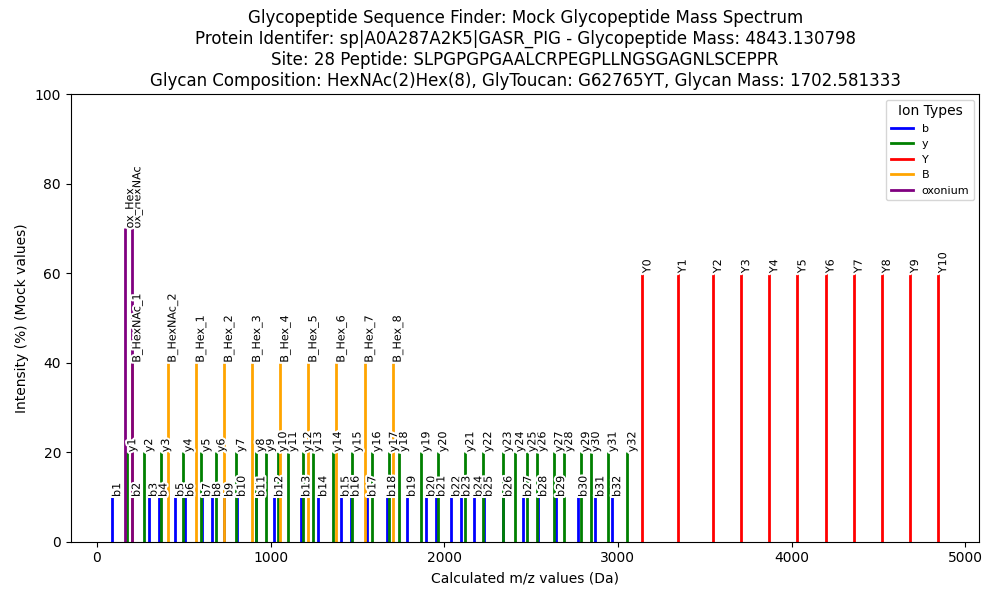 Glycopeptide Sequence Finder: Mock Glycopeptide Mass Spectrum
Protein Identifer: sp|A0A287A2K5|GASR_PIG - Glycopeptide Mass: 4843.130798
Site: 28 Peptide: SLPGPGPGAALCRPEGPLLNGSGAGNLSCEPPR
Glycan Composition: HexNAc(2)Hex(8), GlyToucan: G62765YT, Glycan Mass: 1702.581333
100
80
60
40
20
0
Intensity (%) (Mock values)
Ion Types
b
y
Y
B
oxonium
ox_Hex
ox_HexNAc
Y0
Y1
Y2
Y3
Y4
Y5
Y6
Y7
Y8
Y9
Y10
B_HexNAc_1
B_HexNAc_2
B_Hex_1
B_Hex_2
B_Hex_3
B_Hex_4
B_Hex_5
B_Hex_6
B_Hex_7
B_Hex_8
y1
y2
y3
y4
y5
y6
y7
y8
y9
y10
y11
y12
y13
y14
y15
y16
y17
y18
y19
y20
y21
y22
y23
y24
y25
y26
y27
y28
y29
y30
y31
y32
b1
b2
b3
b4
b5
b6
b7
b8
b9
b10
b11
b12
b13
b14
b15
b16
b17
b18
b19
b20
b21
b22
b23
b24
b25
b26
b27
b28
b29
b30
b31
b32
0
1000
2000
3000
4000
5000
Calculated m/z values (Da)